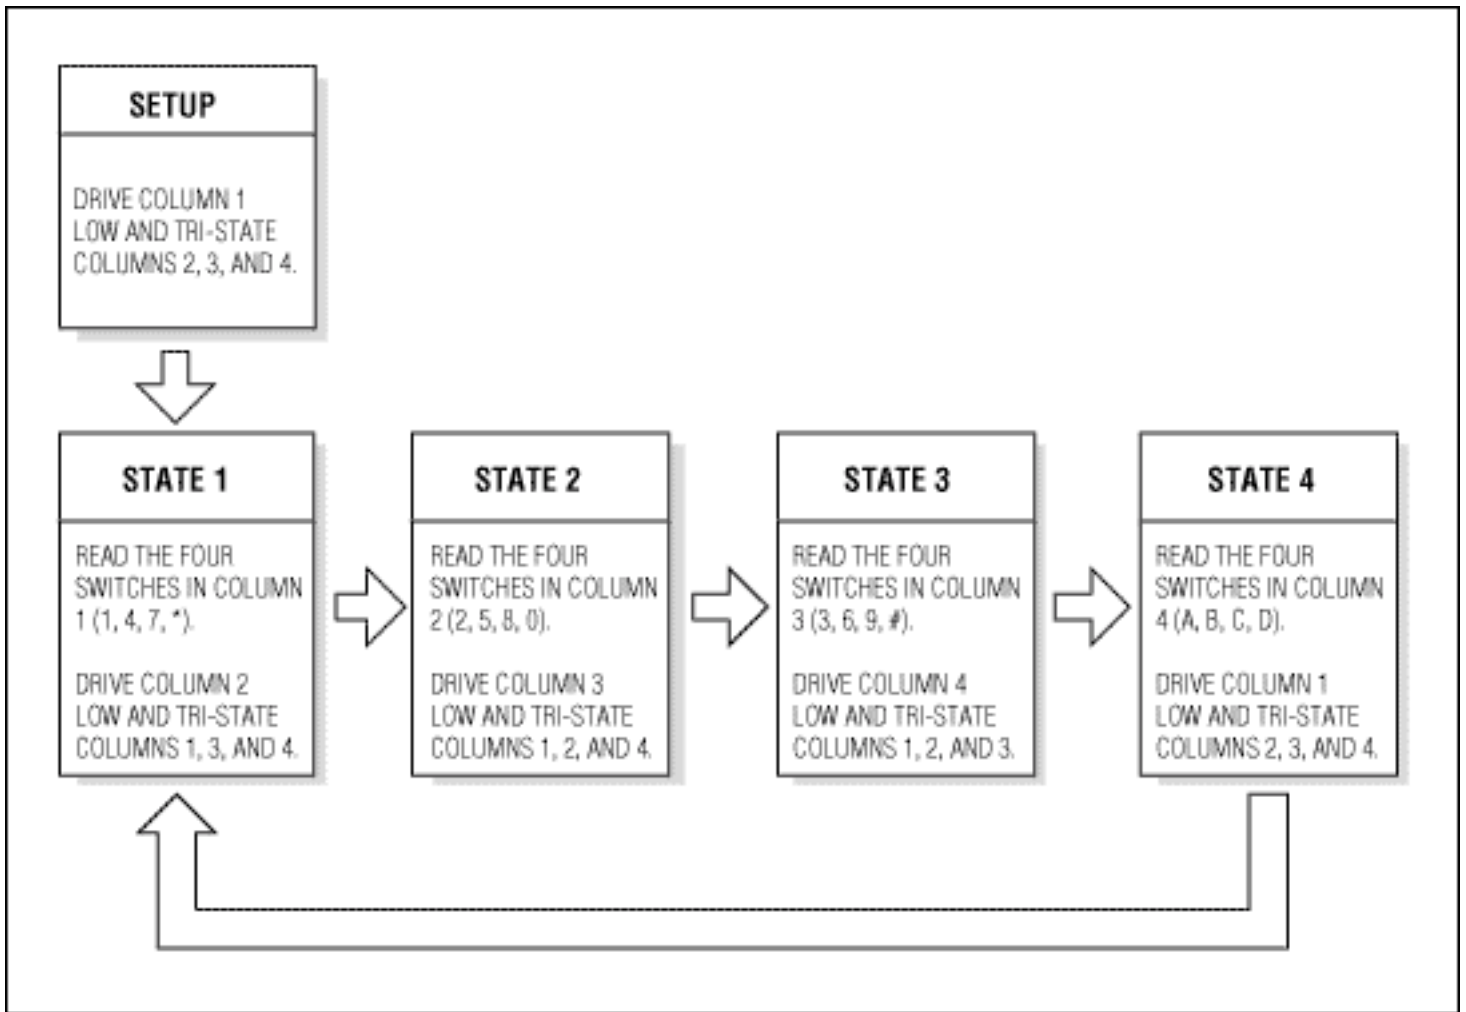 SETUP
DRIVE COLUMN 1
LOW AND TRI-STATE
COLUMNS 2, 3, AND 4.
STATE 1
READ THE FOUR
SWITCHES IN COLUMN
1 (1, 4, 7, *).
DRIVE COLUMN 2
LOW AND TRI-STATE
COLUMNS 1, 3, AND 4.
STATE 2
READ THE FOUR
SWITCHES IN COLUMN
2 (2, 5, 8, 0).
DRIVE COLUMN 3
LOW AND TRI-STATE
COLUMNS 1, 2, AND 4.
STATE 3
READ THE FOUR
SWITCHES IN COLUMN
3 (3, 6, 9, #).
DRIVE COLUMN 4
LOW AND TRI-STATE
COLUMNS 1, 2, AND 3.
STATE 4
READ THE FOUR
SWITCHES IN COLUMN
4 (A, B, C, D).
DRIVE COLUMN 1
LOW AND TRI-STATE
COLUMNS 2, 3, AND 4.